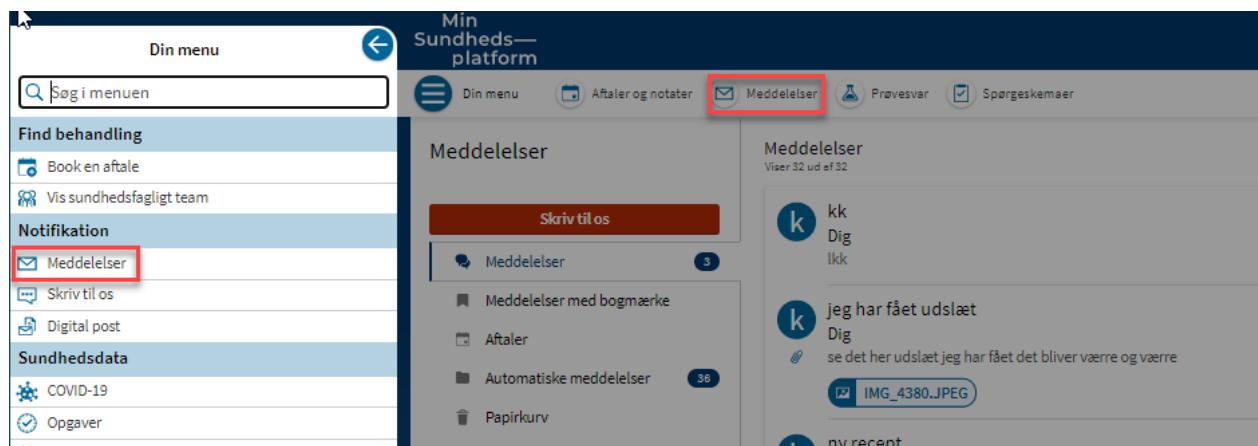 Din menu
Søg i menuen
Find behandling
Book en aftale
Vis sundhedsfagligt team
Notifikation
Meddelelser
Skriv til os
Digital post
Sundhedsdata
COVID-19
Opgaver
Min
Sundheds—
platform
Din menu
Aftaler og notater
Meddelelser
Prøvesvar
Spørgeskemaer
Meddelelser
Skriv til os
Meddelelser 3
Meddelelser med bogmærke
Aftaler
Automatiske meddelelser 36
Papirkurv
Meddelelser
Viser 32 ud af 32
k
kk
Dig
lkk
k
jeg har fået udslæt
Dig
se det her udslæt jeg har fået det bliver værre og værre
IMG_4380.JPEG
ny recept